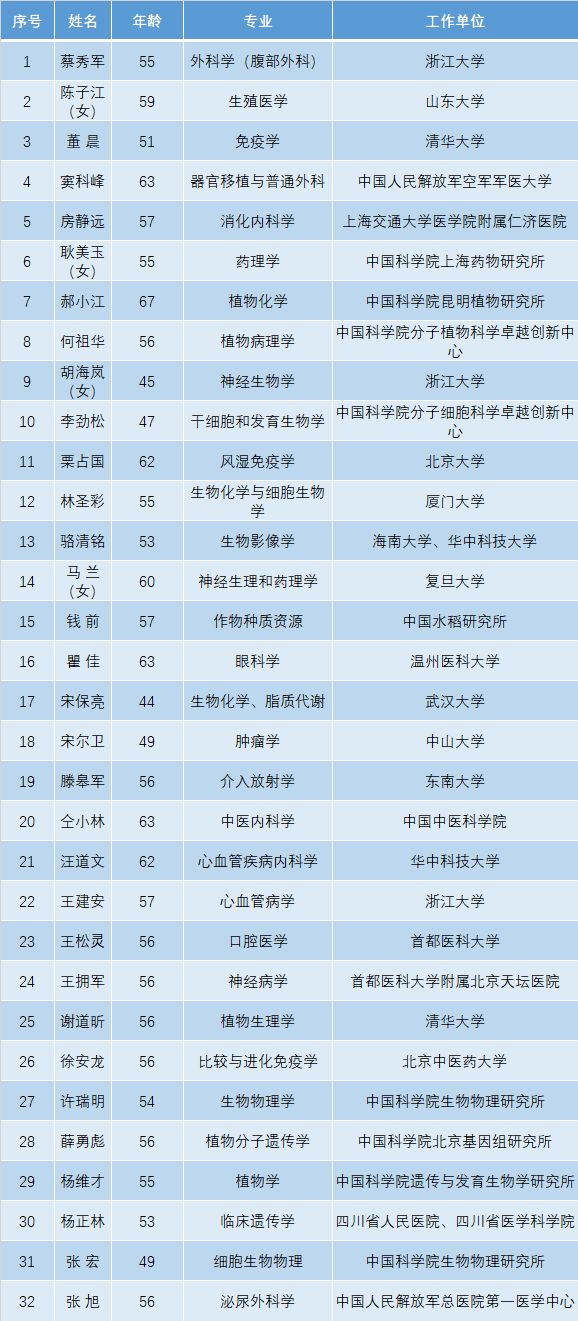 序号 姓名 年龄 专业 工作单位
1 蔡秀军 55 外科学（腹部外科） 浙江大学
2 陈子江（女） 59 生殖医学 山东大学
3 董 晨 51 免疫学 清华大学
4 窦科峰 63 器官移植与普通外科 中国人民解放军空军军医大学
5 房静远 57 消化内科学 上海交通大学医学院附属仁济医院
6 耿美玉（女） 55 药理学 中国科学院上海药物研究所
7 郝小江 67 植物化学 中国科学院昆明植物研究所
8 何祖华 56 植物病理学 中国科学院分子植物科学卓越创新中心
9 胡海岚（女） 45 神经生物学 浙江大学
10 李劲松 47 干细胞和发育生物学 中国科学院分子细胞科学卓越创新中心
11 栗占国 62 风湿免疫学 北京大学
12 林圣彩 55 生物化学与细胞生物学 厦门大学
13 骆清铭 53 生物影像学 海南大学、华中科技大学
14 马 兰（女） 60 神经生理和药理学 复旦大学
15 钱 前 57 作物种质资源 中国水稻研究所
16 瞿 佳 63 眼科学 温州医科大学
17 宋保亮 44 生物化学、脂质代谢 武汉大学
18 宋尔卫 49 肿瘤学 中山大学
19 滕皋军 56 介入放射学 东南大学
20 仝小林 63 中医内科学 中国中医科学院
21 汪道文 62 心血管疾病内科学 华中科技大学
22 王建安 57 心血管病学 浙江大学
23 王松灵 56 口腔医学 首都医科大学
24 王拥军 56 神经病学 首都医科大学附属北京天坛医院
25 谢道昕 56 植物生理学 清华大学
26 徐安龙 56 比较与进化免疫学 北京中医药大学
27 许瑞明 54 生物物理学 中国科学院生物物理研究所
28 薛勇彪 56 植物分子遗传学 中国科学院北京基因组研究所
29 杨维才 55 植物学 中国科学院遗传与发育生物学研究所
30 杨正林 53 临床遗传学 四川省人民医院、四川省医学科学院
31 张 宏 49 细胞生物物理 中国科学院生物物理研究所
32 张 旭 56 泌尿外科学 中国人民解放军总医院第一医学中心